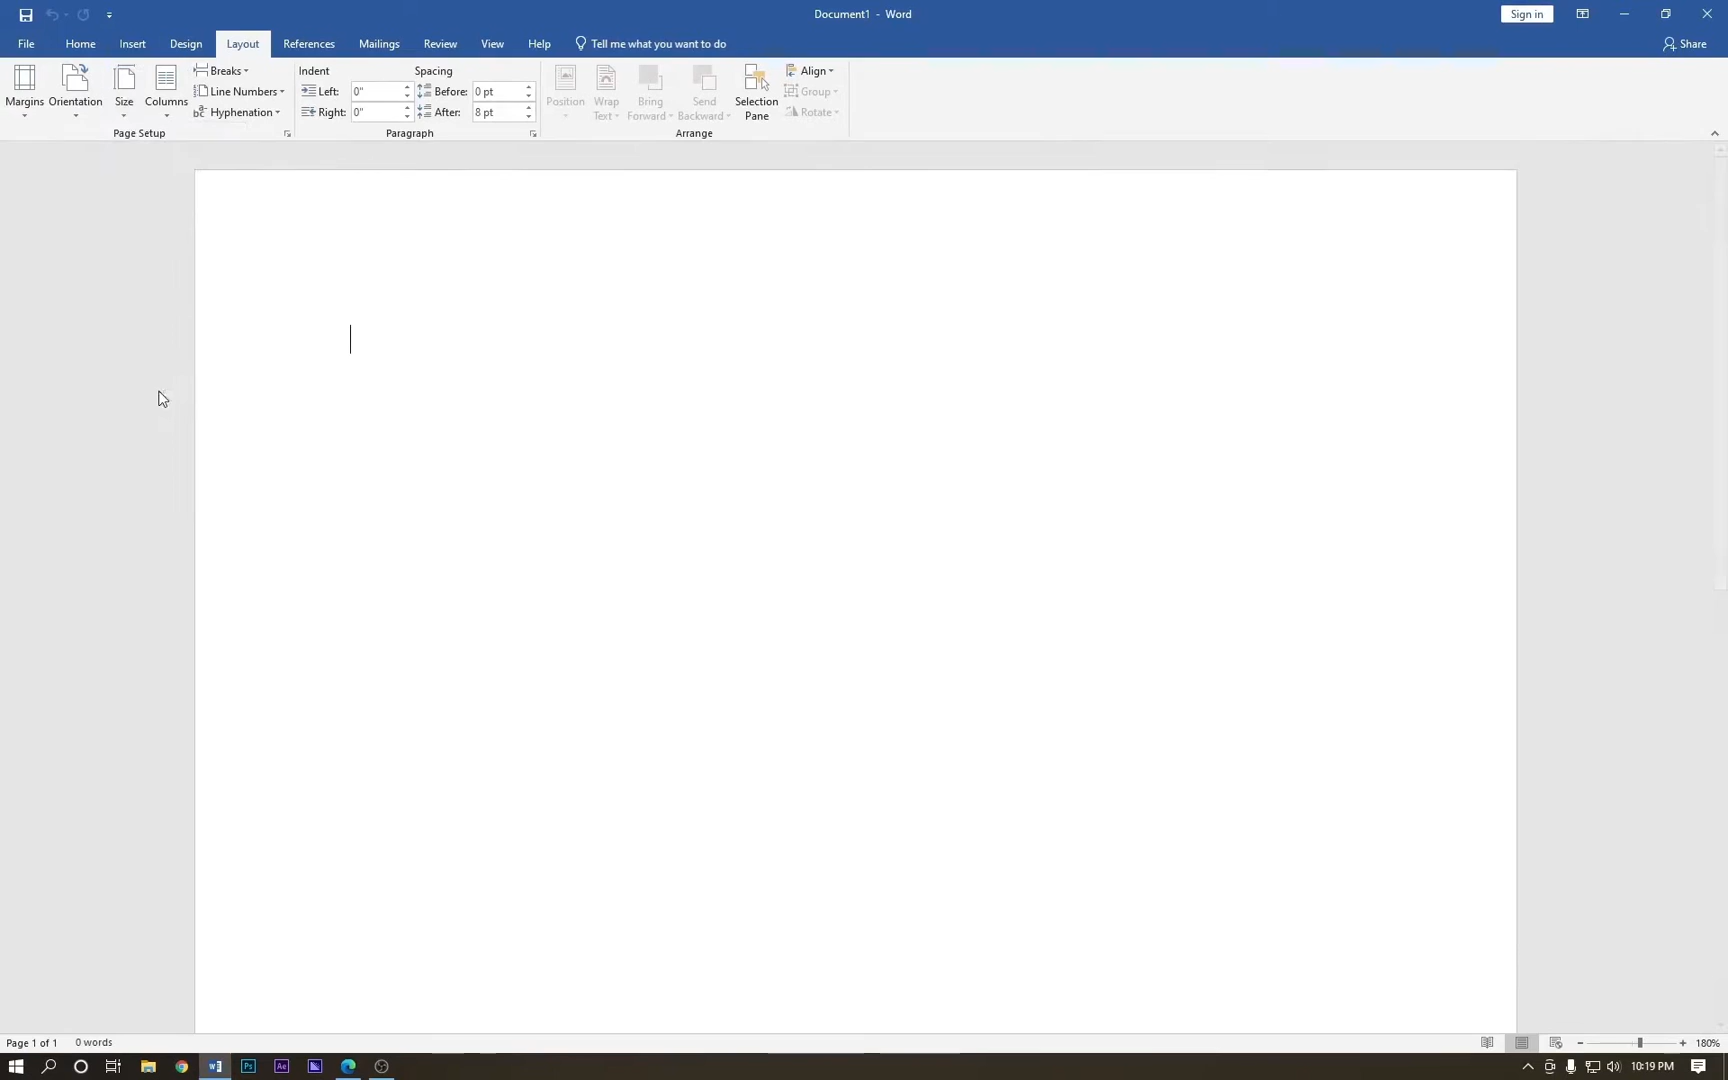 Document1 - Word
Sign in
File Home Insert Design Layout References Mailings Review View Help Tell me what you want to do Share
Margins Orientation Size Columns
Breaks
Line Numbers
Hyphenation
Page Setup
Indent Spacing
Left: 0" Before: 0 pt
Right: 0" After: 8 pt
Paragraph
Position
Wrap Text
Bring Forward
Send Backward
Selection Pane
Align
Group
Rotate
Arrange
Page 1 of 1 0 words 180%
W Ps Ae 10:19 PM